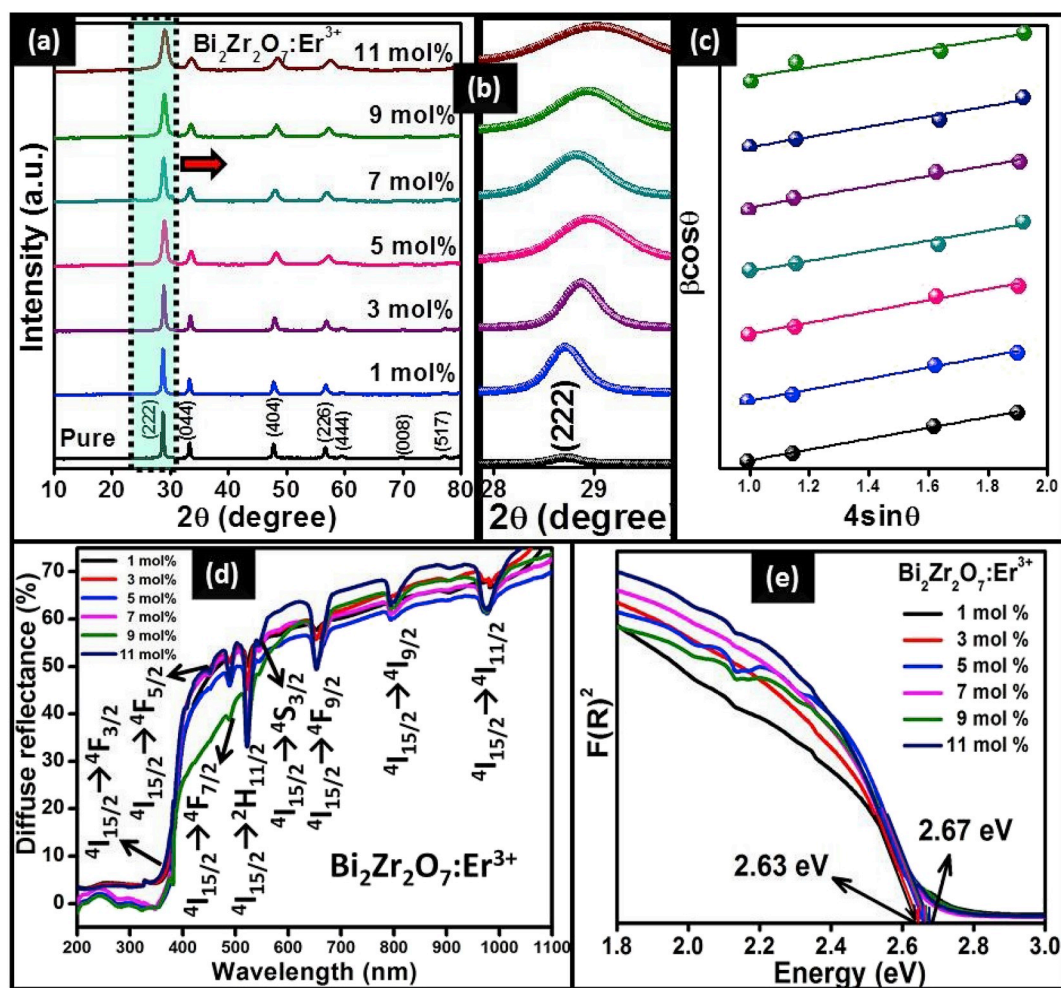 (a)
Bi₂Zr₂O₇:Er³⁺
11 mol%
9 mol%
7 mol%
5 mol%
3 mol%
1 mol%
Pure
(222)
(044)
(404)
(226)
(444)
(008)
(517)
Intensity (a.u.)
10 20 30 40 50 60 70 80
2θ (degree)
(b)
(222)
28 29
2θ (degree)
(c)
βcosθ
1.0 1.2 1.4 1.6 1.8 2.0
4sinθ
(d)
1 mol%
3 mol%
5 mol%
7 mol%
9 mol%
11 mol%
Diffuse reflectance (%)
70
60
50
40
30
20
10
0
⁴I₁₅/₂→⁴F₃/₂
⁴I₁₅/₂→⁴F₅/₂
⁴I₁₅/₂→⁴F₇/₂
⁴I₁₅/₂→²H₁₁/₂
⁴I₁₅/₂→⁴S₃/₂
⁴I₁₅/₂→⁴F₉/₂
⁴I₁₅/₂→⁴I₉/₂
⁴I₁₅/₂→⁴I₁₁/₂
Bi₂Zr₂O₇:Er³⁺
200 300 400 500 600 700 800 900 1000 1100
Wavelength (nm)
(e)
Bi₂Zr₂O₇:Er³⁺
1 mol %
3 mol %
5 mol %
7 mol %
9 mol %
11 mol %
F(R)²
2.63 eV
2.67 eV
1.8 2.0 2.2 2.4 2.6 2.8 3.0
Energy (eV)